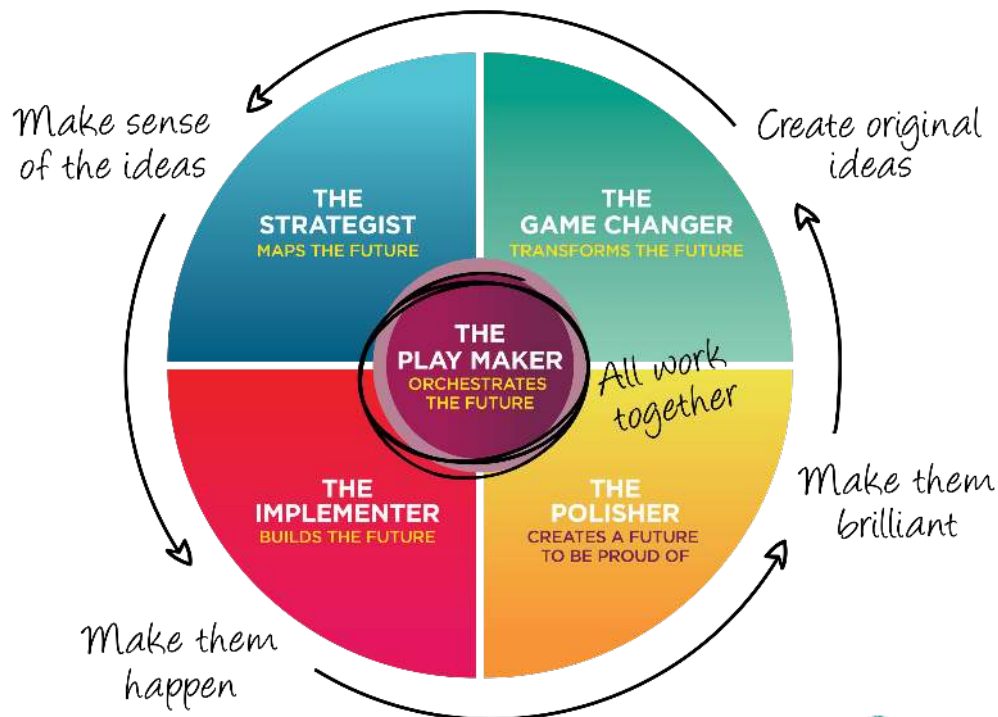 Make sense
of the ideas
Create original
ideas
THE
STRATEGIST
MAPS THE FUTURE
THE
GAME CHANGER
TRANSFORMS THE FUTURE
THE
PLAY MAKER
ORCHESTRATES
THE FUTURE
All work
together
THE
IMPLEMENTER
BUILDS THE FUTURE
THE
POLISHER
CREATES A FUTURE
TO BE PROUD OF
Make them
brilliant
Make them
happen